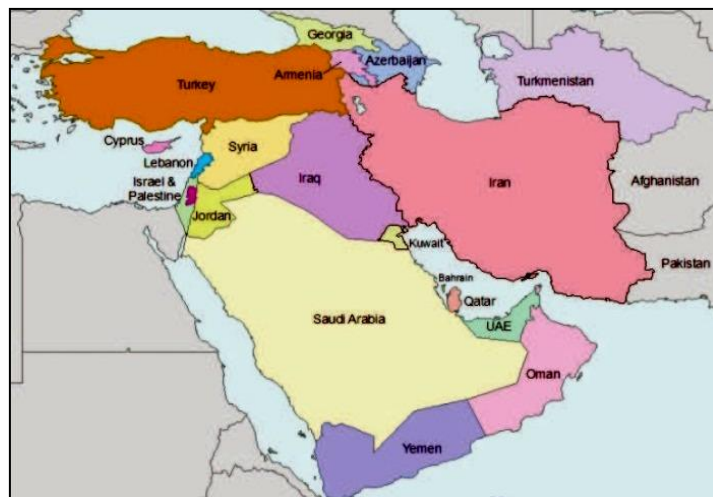 Georgia
Armenia
Azerbaijan
Turkey
Turkmenistan
Cyprus
Syria
Lebanon
Israel &
Palestine
Iraq
Iran
Afghanistan
Jordan
Kuwait
Pakistan
Bahrain
Qatar
Saudi Arabia
UAE
Oman
Yemen